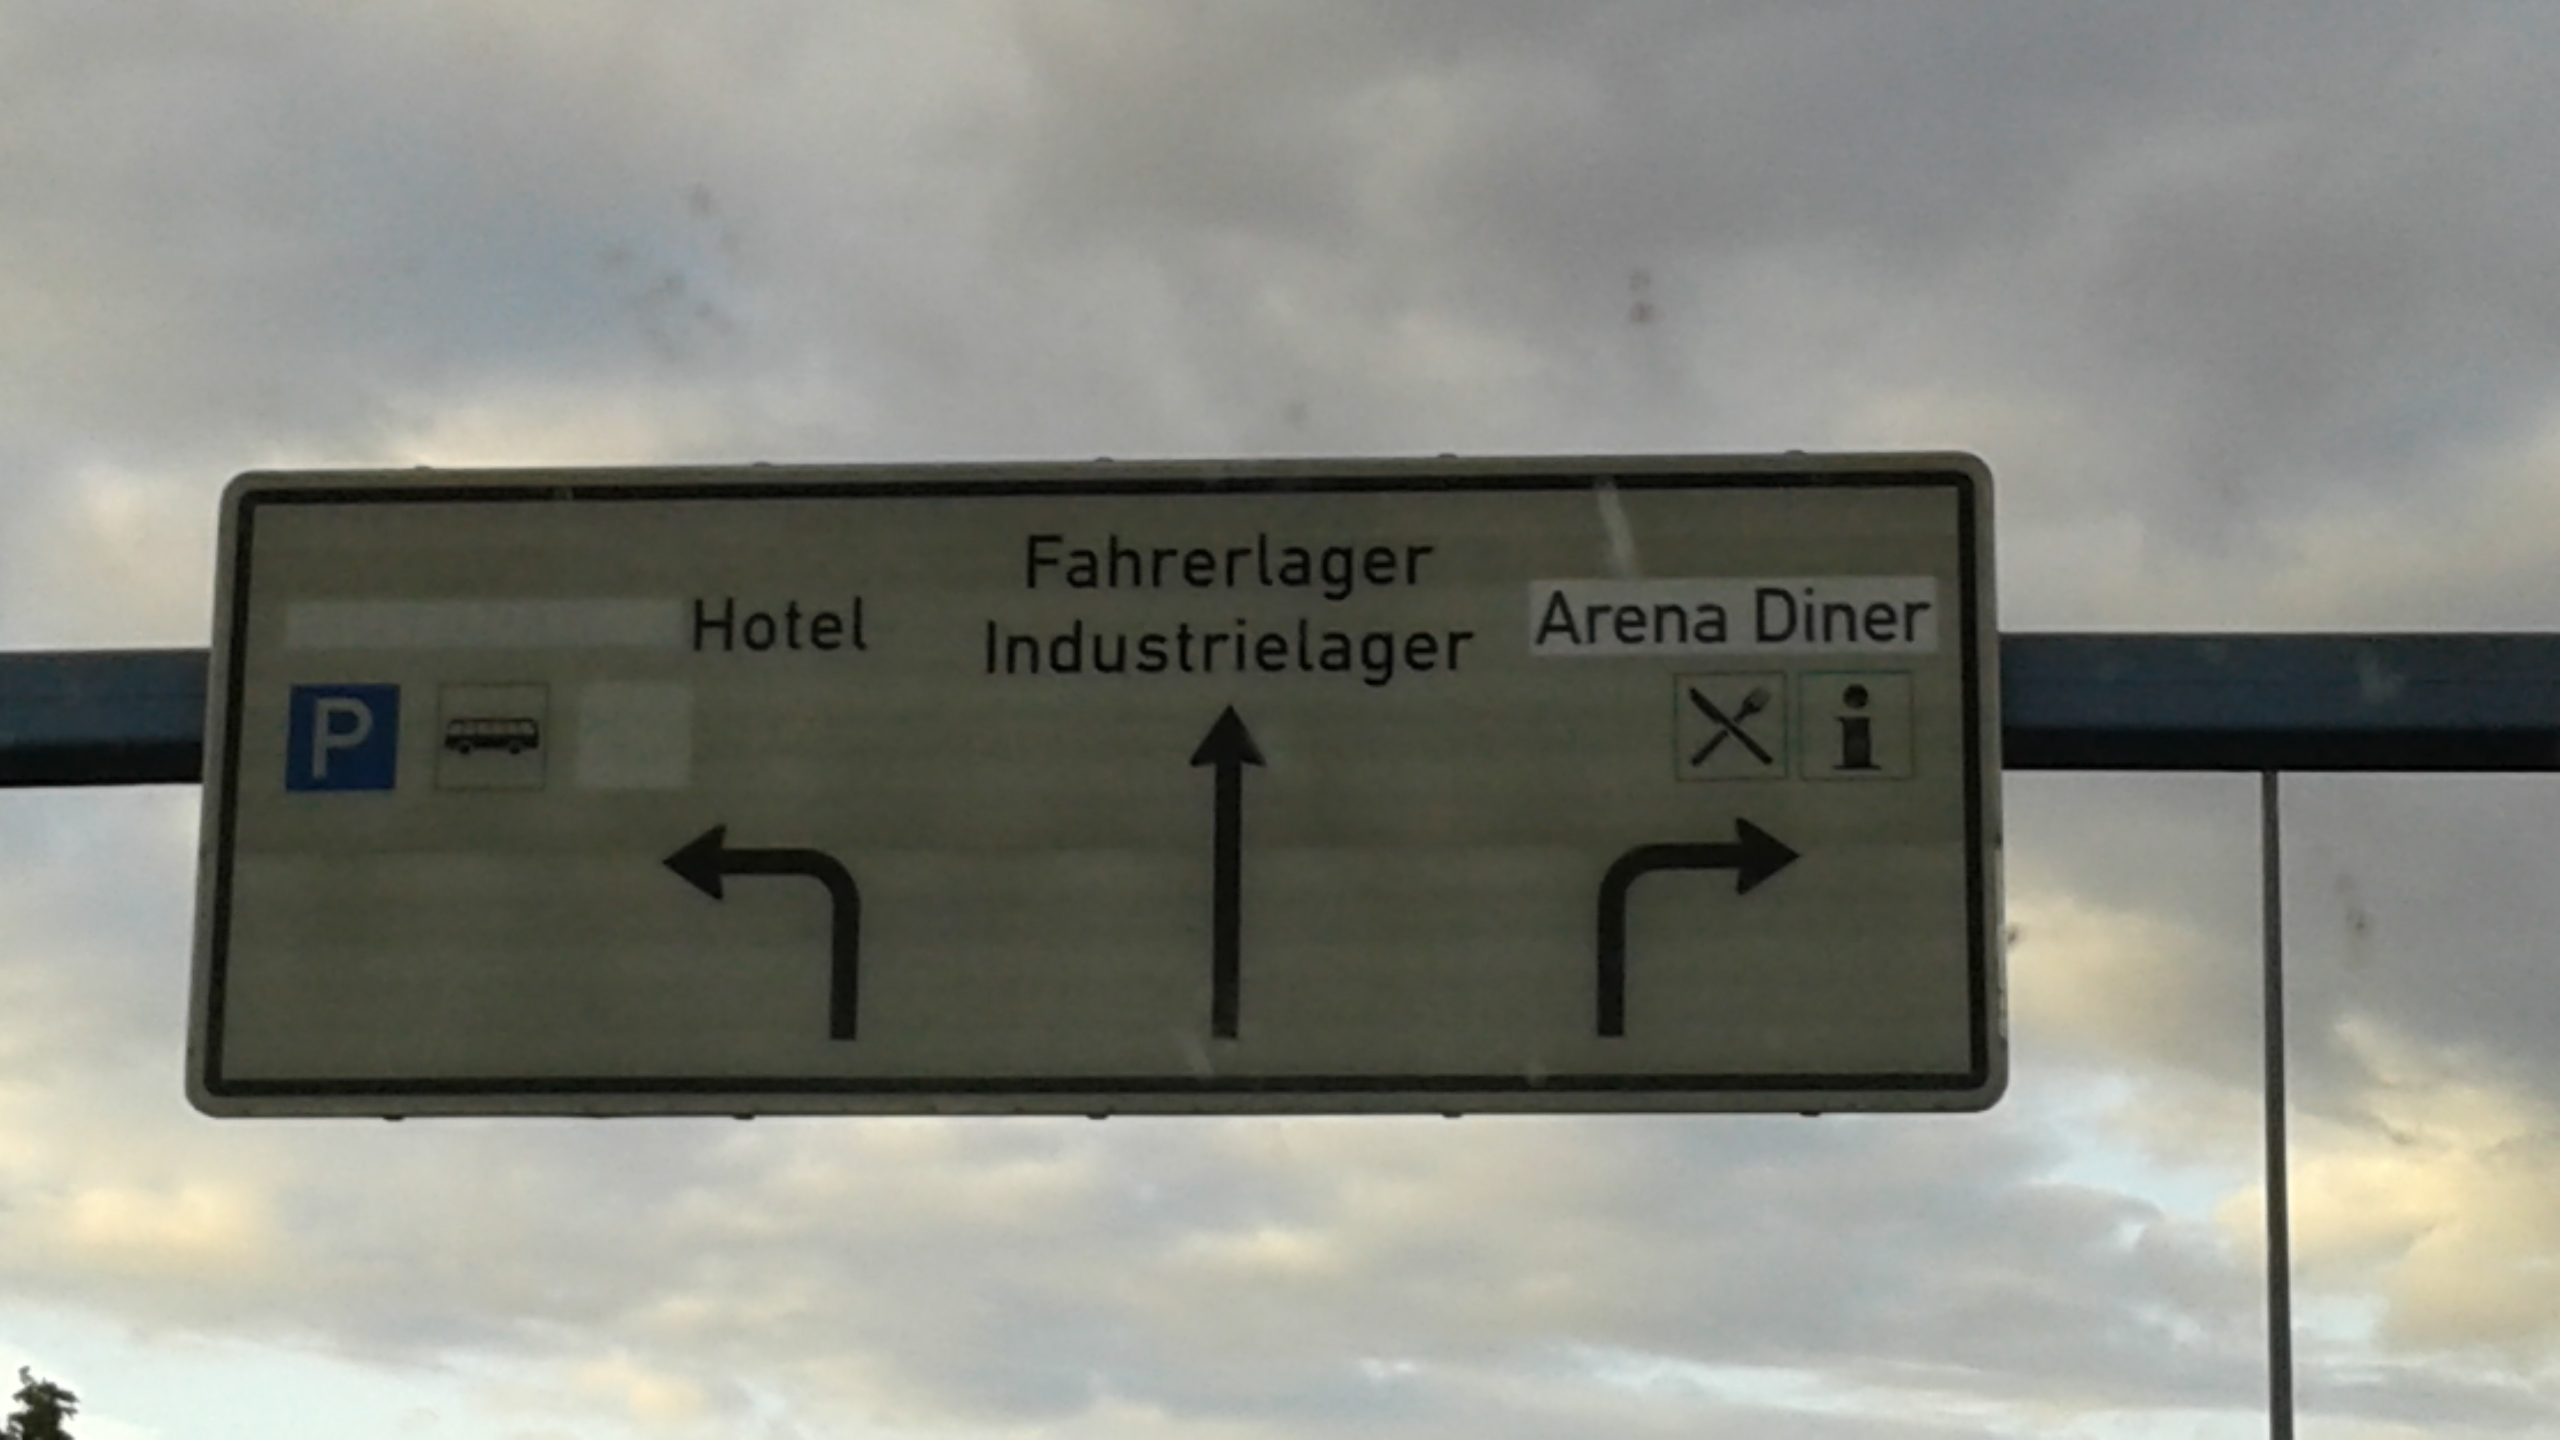 Hotel
P
Fahrerlager
Industrielager
Arena Diner
i